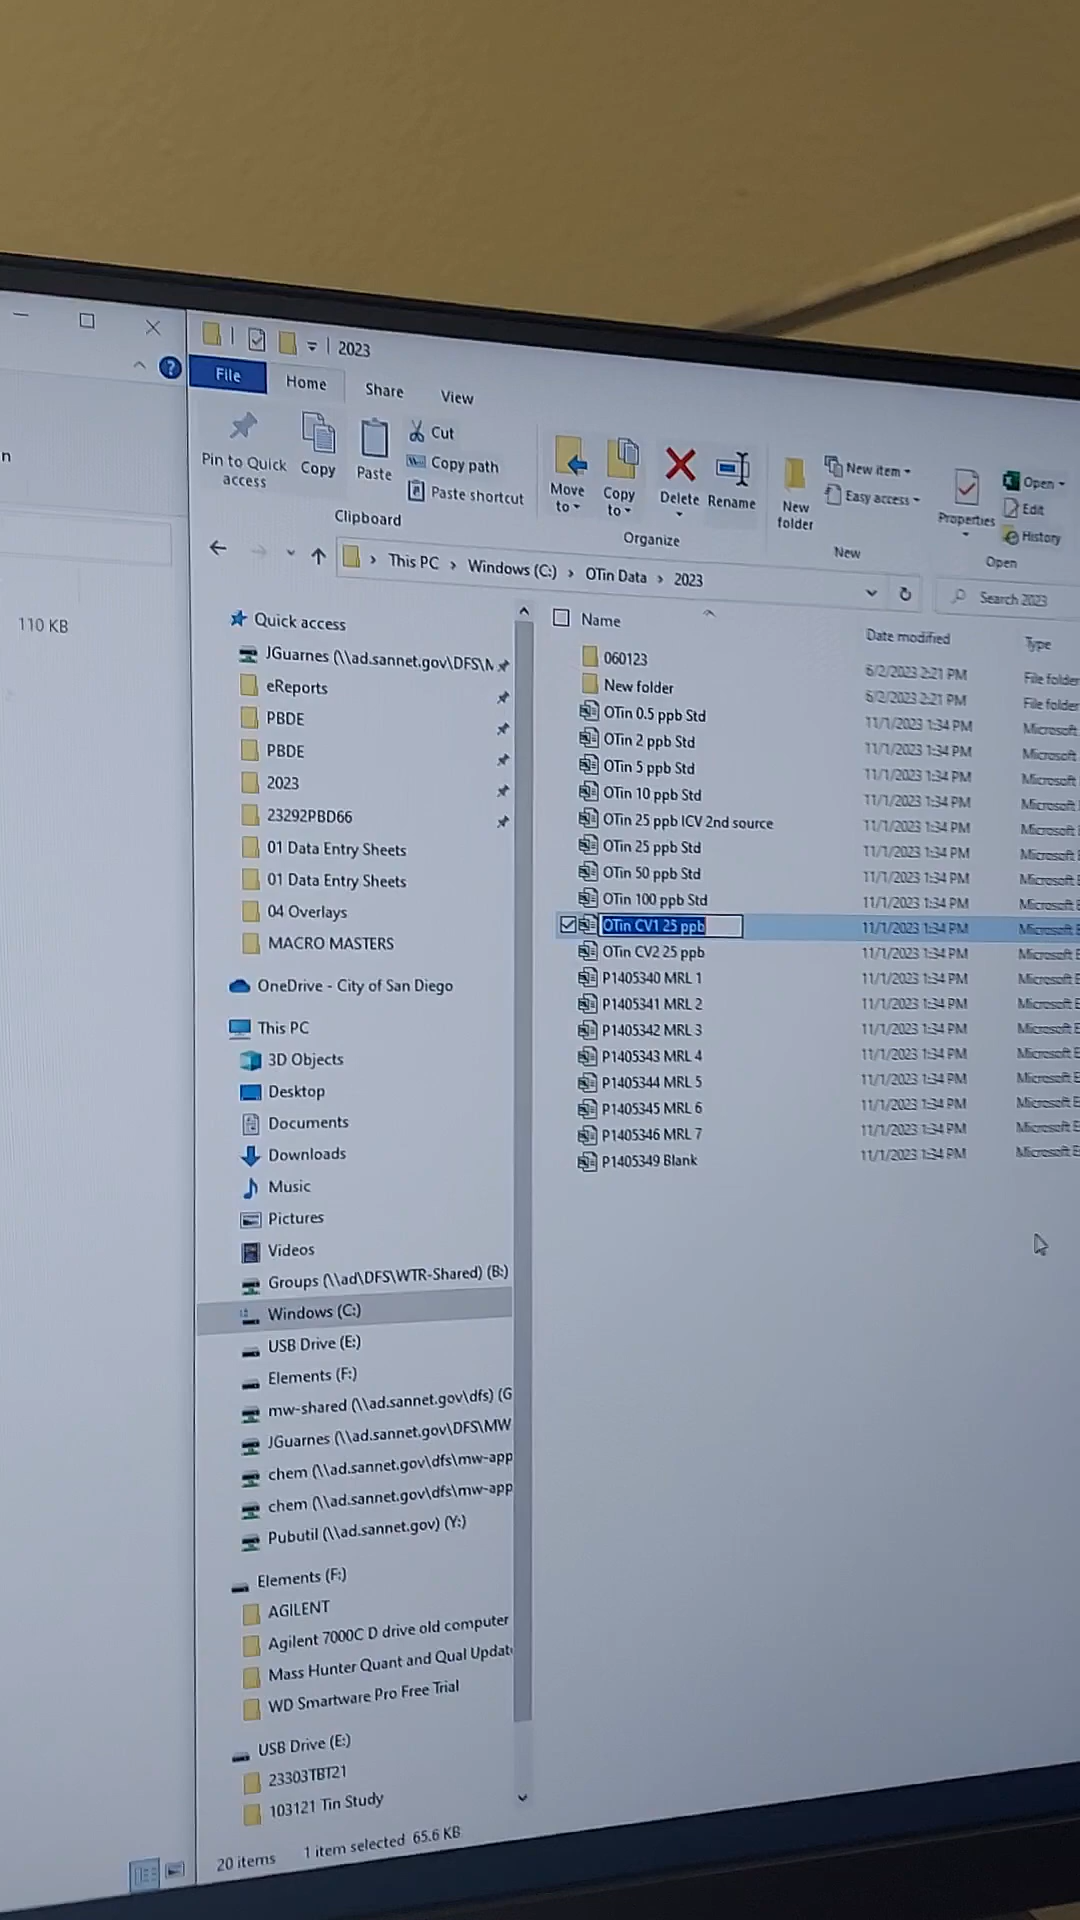 2023
File
Home
Share
View
n
Pin to Quick access
Copy
Paste
Cut
Copy path
Paste shortcut
Clipboard
Move to
Copy to
Delete
Rename
Organize
New folder
New item
Easy access
New
Properties
Open
Edit
History
Open
This PC > Windows (C:) > OTin Data > 2023
Search 2023
110 KB
Quick access
JGuarnes (\\ad.sannet.gov\DFS\M
eReports
PBDE
PBDE
2023
23292PBD66
01 Data Entry Sheets
01 Data Entry Sheets
04 Overlays
MACRO MASTERS
OneDrive - City of San Diego
This PC
3D Objects
Desktop
Documents
Downloads
Music
Pictures
Videos
Groups (\\ad\DFS\WTR-Shared) (B:)
Windows (C:)
USB Drive (E:)
Elements (F:)
mw-shared (\\ad.sannet.gov\dfs) (G
JGuarnes (\\ad.sannet.gov\DFS\MW
chem (\\ad.sannet.gov\dfs\mw-app
chem (\\ad.sannet.gov\dfs\mw-app
Pubutil (\\ad.sannet.gov) (Y:)
Elements (F:)
AGILENT
Agilent 7000C D drive old computer
Mass Hunter Quant and Qual Updat
WD Smartware Pro Free Trial
USB Drive (E:)
23303TBT21
103121 Tin Study
Name Date modified Type
060123 6/2/2023 2:21 PM File folder
New folder 6/2/2023 2:21 PM File folder
OTin 0.5 ppb Std 11/1/2023 1:34 PM Microsoft
OTin 2 ppb Std 11/1/2023 1:34 PM Microsoft
OTin 5 ppb Std 11/1/2023 1:34 PM Microsoft
OTin 10 ppb Std 11/1/2023 1:34 PM Microsoft
OTin 25 ppb ICV 2nd source 11/1/2023 1:34 PM Microsoft
OTin 25 ppb Std 11/1/2023 1:34 PM Microsoft E
OTin 50 ppb Std 11/1/2023 1:34 PM Microsoft E
OTin 100 ppb Std 11/1/2023 1:34 PM Microsoft E
OTin CV1 25 ppb 11/1/2023 1:34 PM Microsoft E
OTin CV2 25 ppb 11/1/2023 1:34 PM Microsoft E
P1405340 MRL 1 11/1/2023 1:34 PM Microsoft E
P1405341 MRL 2 11/1/2023 1:34 PM Microsoft E
P1405342 MRL 3 11/1/2023 1:34 PM Microsoft E
P1405343 MRL 4 11/1/2023 1:34 PM Microsoft E
P1405344 MRL 5 11/1/2023 1:34 PM Microsoft E
P1405345 MRL 6 11/1/2023 1:34 PM Microsoft E
P1405346 MRL 7 11/1/2023 1:34 PM Microsoft E
P1405349 Blank 11/1/2023 1:34 PM Microsoft E
20 items 1 item selected 65.6 KB